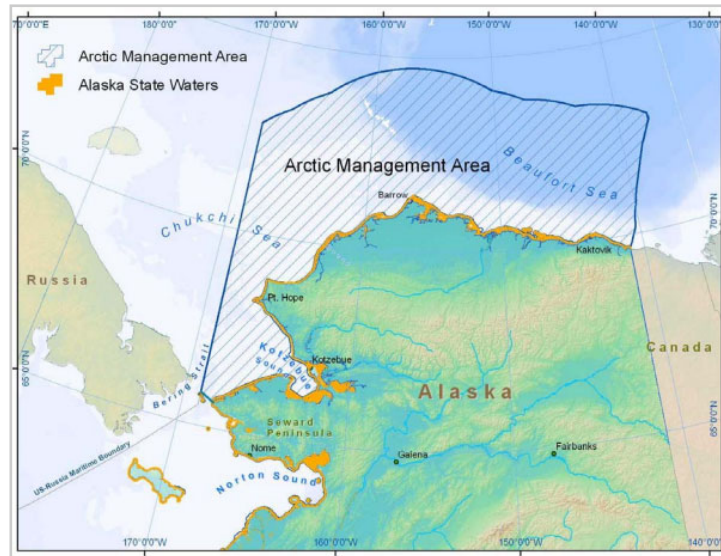 170°0'0"E
180°0'0"
170°0'0"W
160°0'0"W
150°0'0"W
140°0'0"W
130°0'0"W
Arctic Management Area
Alaska State Waters
70°0'0"N
Arctic Management Area
Beaufort Sea
Barrow
Chukchi Sea
70°0'0"N
Kaktovik
Russia
Pt. Hope
Kotzebue
Sound
Kotzebue
Canada
65°0'0"N
Bering Strait
Alaska
65°0'0"N
Seward
Peninsula
Nome
Galena
Fairbanks
US-Russia Maritime Boundary
Norton Sound
170°0'0"W
160°0'0"W
150°0'0"W
140°0'0"W